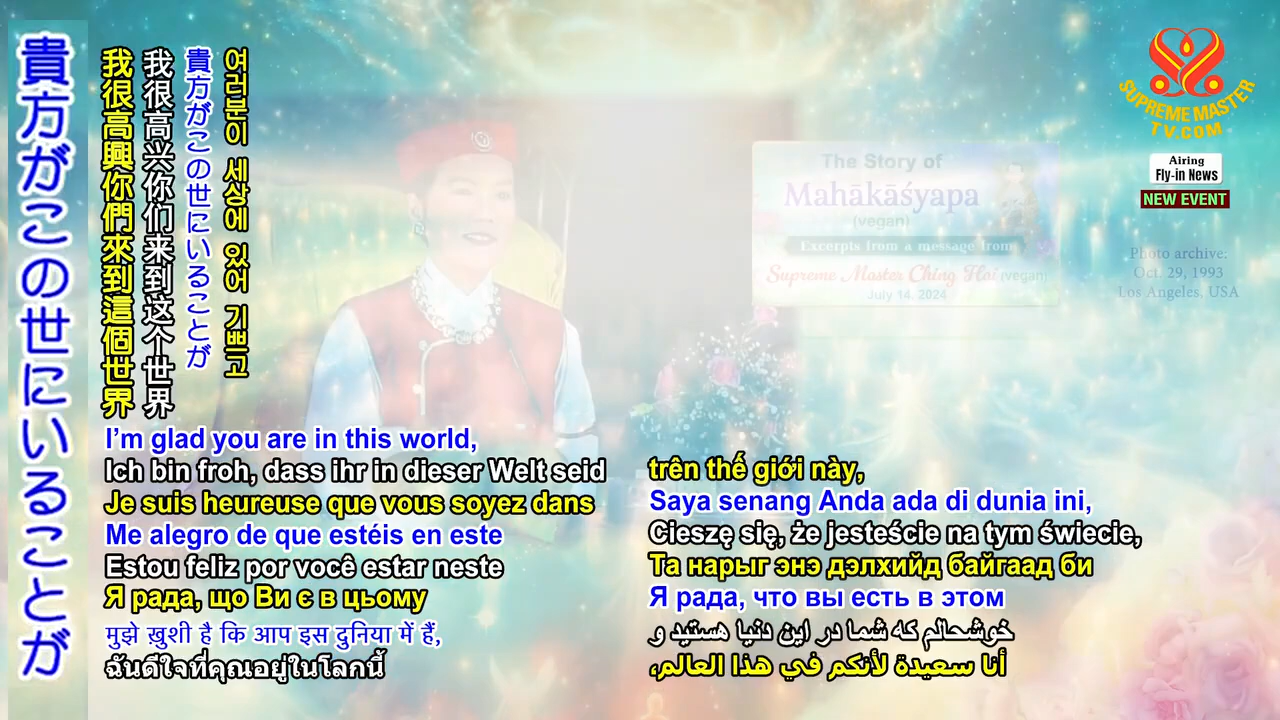 貴方がこの世にいることが
我很高興你們來到這個世界
我很高兴你们来到这个世界
貴方がこの世にいることが
여러분이 세상에 있어 기쁘고
I'm glad you are in this world,
Ich bin froh, dass ihr in dieser Welt seid
Je suis heureuse que vous soyez dans
Me alegro de que estéis en este
Estou feliz por você estar neste
Я рада, що Ви є в цьому
मुझे ख़ुशी है कि आप इस दुनिया में हैं,
ฉันดีใจที่คุณอยู่ในโลกนี้
trên thế giới này,
Saya senang Anda ada di dunia ini,
Cieszę się, że jesteście na tym świecie,
Та нарыг энэ дэлхийд байгаад би
Я рада, что вы есть в этом
خوشحالم که شما در این دنیا هستید و
أنا سعيدة لأنكم في هذا العالم،
The Story of
Mahākāśyapa
(vegan)
Excerpts from a message from
Supreme Master Ching Hai (vegan)
July 14, 2024
SUPREME MASTER
TV.COM
Airing
Fly-in News
NEW EVENT
Photo archive:
Oct. 29, 1993
Los Angeles, USA